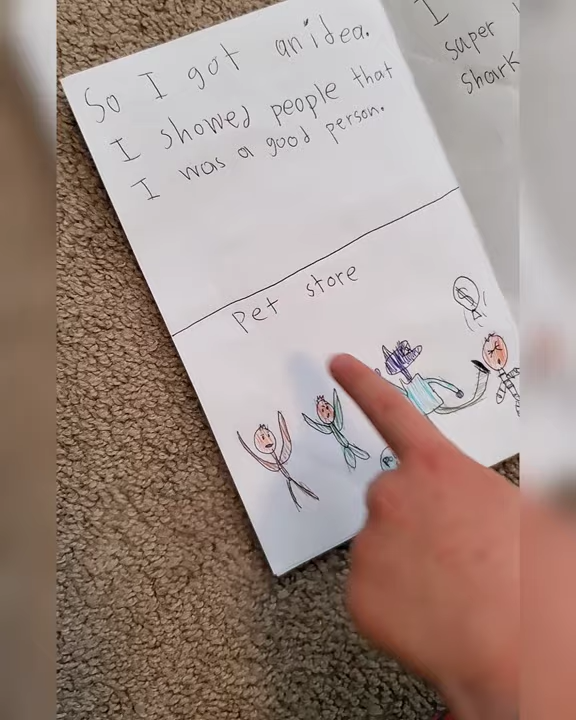 So I got an idea.
I showed people that
I was a good person.
Pet store
$
I
super
shark